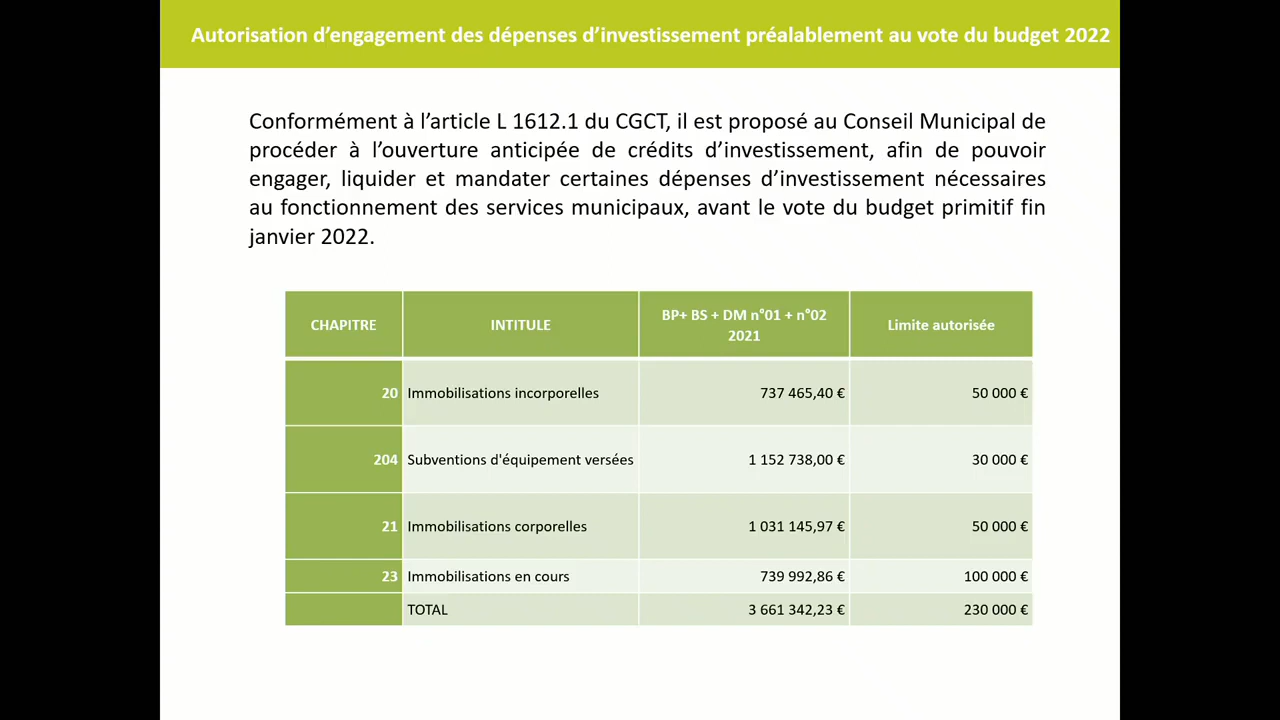 Autorisation d’engagement des dépenses d’investissement préalablement au vote du budget 2022
Conformément à l’article L 1612.1 du CGCT, il est proposé au Conseil Municipal de
procéder à l’ouverture anticipée de crédits d’investissement, afin de pouvoir
engager, liquider et mandater certaines dépenses d’investissement nécessaires
au fonctionnement des services municipaux, avant le vote du budget primitif fin
janvier 2022.
CHAPITRE INTITULE BP+ BS + DM n°01 + n°02 2021 Limite autorisée
20 Immobilisations incorporelles 737 465,40 € 50 000 €
204 Subventions d'équipement versées 1 152 738,00 € 30 000 €
21 Immobilisations corporelles 1 031 145,97 € 50 000 €
23 Immobilisations en cours 739 992,86 € 100 000 €
TOTAL 3 661 342,23 € 230 000 €